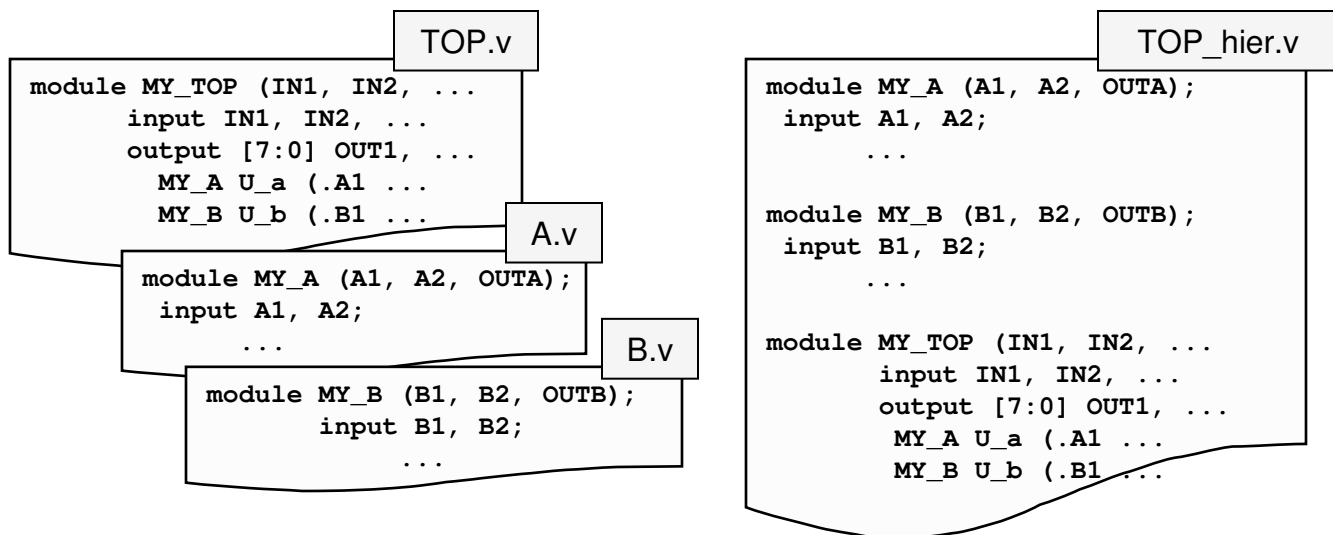 TOP.v
module MY_TOP (IN1, IN2, ...
input IN1, IN2, ...
output [7:0] OUT1, ...
MY_A U_a (.A1 ...
MY_B U_b (.B1 ...
A.v
module MY_A (A1, A2, OUTA);
input A1, A2;
...
B.v
module MY_B (B1, B2, OUTB);
input B1, B2;
...
TOP_hier.v
module MY_A (A1, A2, OUTA);
input A1, A2;
...
module MY_B (B1, B2, OUTB);
input B1, B2;
...
module MY_TOP (IN1, IN2, ...
input IN1, IN2, ...
output [7:0] OUT1, ...
MY_A U_a (.A1 ...
MY_B U_b (.B1 ...